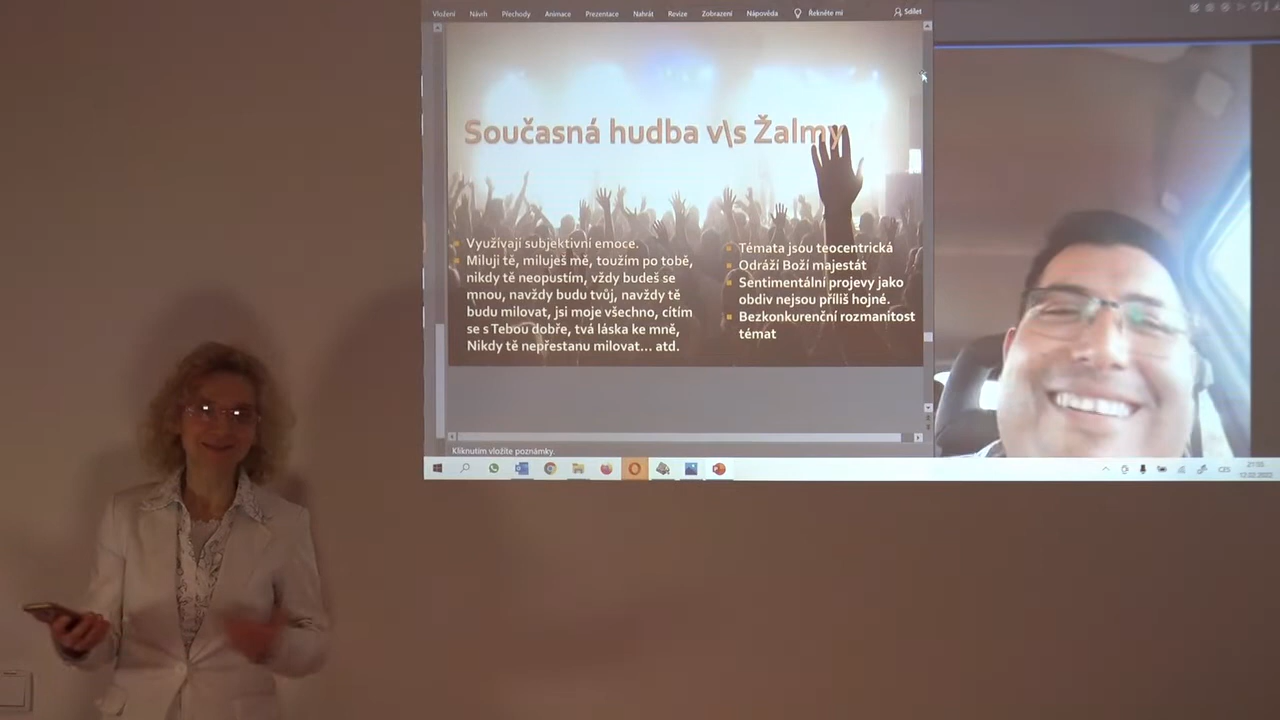 Vložení Návrh Přechody Animace Prezentace Nahrát Revize Zobrazení Nápověda Řekněte mi Sdílet
Současná hudba v\s Žalmy
Využívají subjektivní emoce.
Miluji tě, miluješ mě, toužím po tobě,
nikdy tě neopustím, vždy budeš se
mnou, navždy budu tvůj, navždy tě
budu milovat, jsi moje všechno, cítím
se s Tebou dobře, tvá láska ke mně,
Nikdy tě nepřestanu milovat... atd.
Témata jsou teocentrická
Odráží Boží majestát
Sentimentální projevy jako
obdiv nejsou příliš hojné.
Bezkonkurenční rozmanitost
témat
Kliknutím vložíte poznámky.
CES